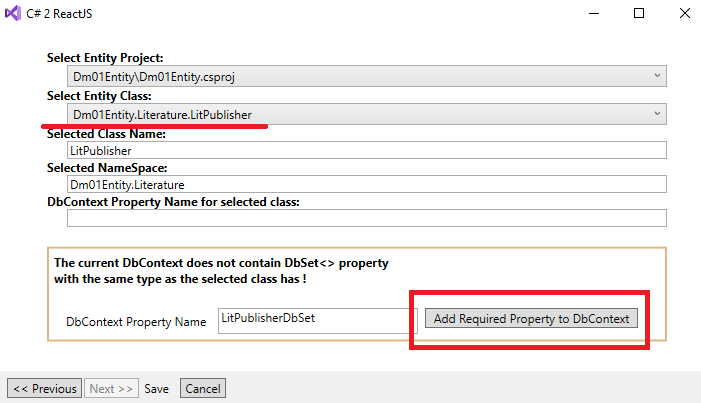 C# 2 ReactJS
Select Entity Project:
Dm01Entity\Dm01Entity.csproj
Select Entity Class:
Dm01Entity.Literature.LitPublisher
Selected Class Name:
LitPublisher
Selected NameSpace:
Dm01Entity.Literature
DbContext Property Name for selected class:
The current DbContext does not contain DbSet<> property
with the same type as the selected class has !
DbContext Property Name
LitPublisherDbSet
Add Required Property to DbContext
<< Previous
Next >>
Save
Cancel